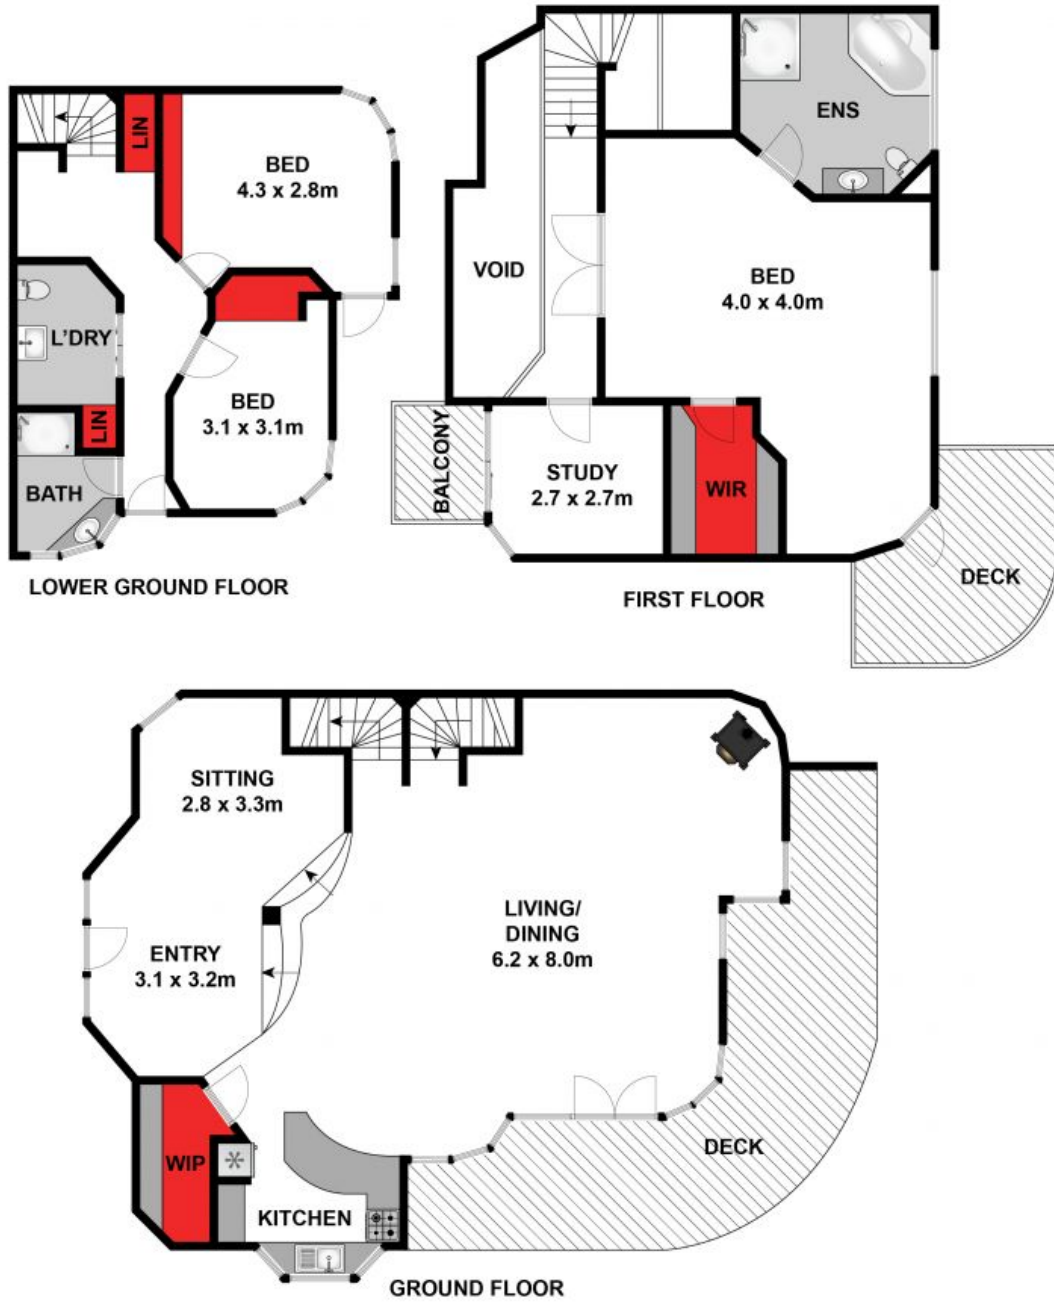 LIN
BED
4.3 x 2.8m
L'DRY
BED
3.1 x 3.1m
LIN
BATH
LOWER GROUND FLOOR
ENS
VOID
BED
4.0 x 4.0m
BALCONY
STUDY
2.7 x 2.7m
WIR
DECK
FIRST FLOOR
SITTING
2.8 x 3.3m
LIVING/
DINING
6.2 x 8.0m
ENTRY
3.1 x 3.2m
WIP
KITCHEN
DECK
GROUND FLOOR